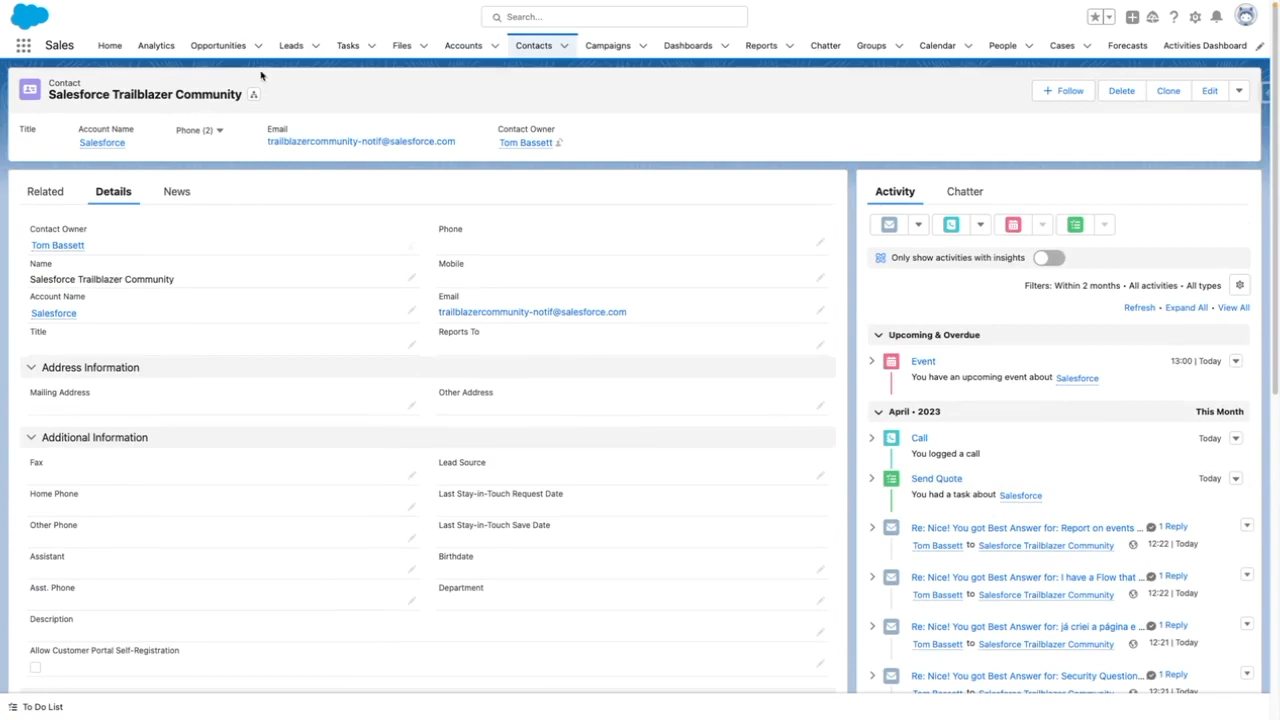 Search...
Sales
Home
Analytics
Opportunities
Leads
Tasks
Files
Accounts
Contacts
Campaigns
Dashboards
Reports
Chatter
Groups
Calendar
People
Cases
Forecasts
Activities Dashboard
Contact
Salesforce Trailblazer Community
+ Follow
Delete
Clone
Edit
Title
Account Name
Salesforce
Phone (2)
Email
trailblazercommunity-notif@salesforce.com
Contact Owner
Tom Bassett
Related
Details
News
Contact Owner
Tom Bassett
Phone
Name
Salesforce Trailblazer Community
Mobile
Account Name
Salesforce
Email
trailblazercommunity-notif@salesforce.com
Title
Reports To
Address Information
Mailing Address
Other Address
Additional Information
Fax
Lead Source
Home Phone
Last Stay-in-Touch Request Date
Other Phone
Last Stay-in-Touch Save Date
Assistant
Birthdate
Asst. Phone
Department
Description
Allow Customer Portal Self-Registration
Activity
Chatter
Only show activities with insights
Filters: Within 2 months • All activities • All types
Refresh • Expand All • View All
Upcoming & Overdue
Event
13:00 | Today
You have an upcoming event about Salesforce
April • 2023
This Month
Call
Today
You logged a call
Send Quote
Today
You had a task about Salesforce
Re: Nice! You got Best Answer for: Report on events ...
1 Reply
Tom Bassett to Salesforce Trailblazer Community
12:22 | Today
Re: Nice! You got Best Answer for: I have a Flow that ...
1 Reply
Tom Bassett to Salesforce Trailblazer Community
12:22 | Today
Re: Nice! You got Best Answer for: já criei a página e ...
1 Reply
Tom Bassett to Salesforce Trailblazer Community
12:21 | Today
Re: Nice! You got Best Answer for: Security Question...
1 Reply
Tom Bassett to Salesforce Trailblazer Community
12:21 | Today
To Do List